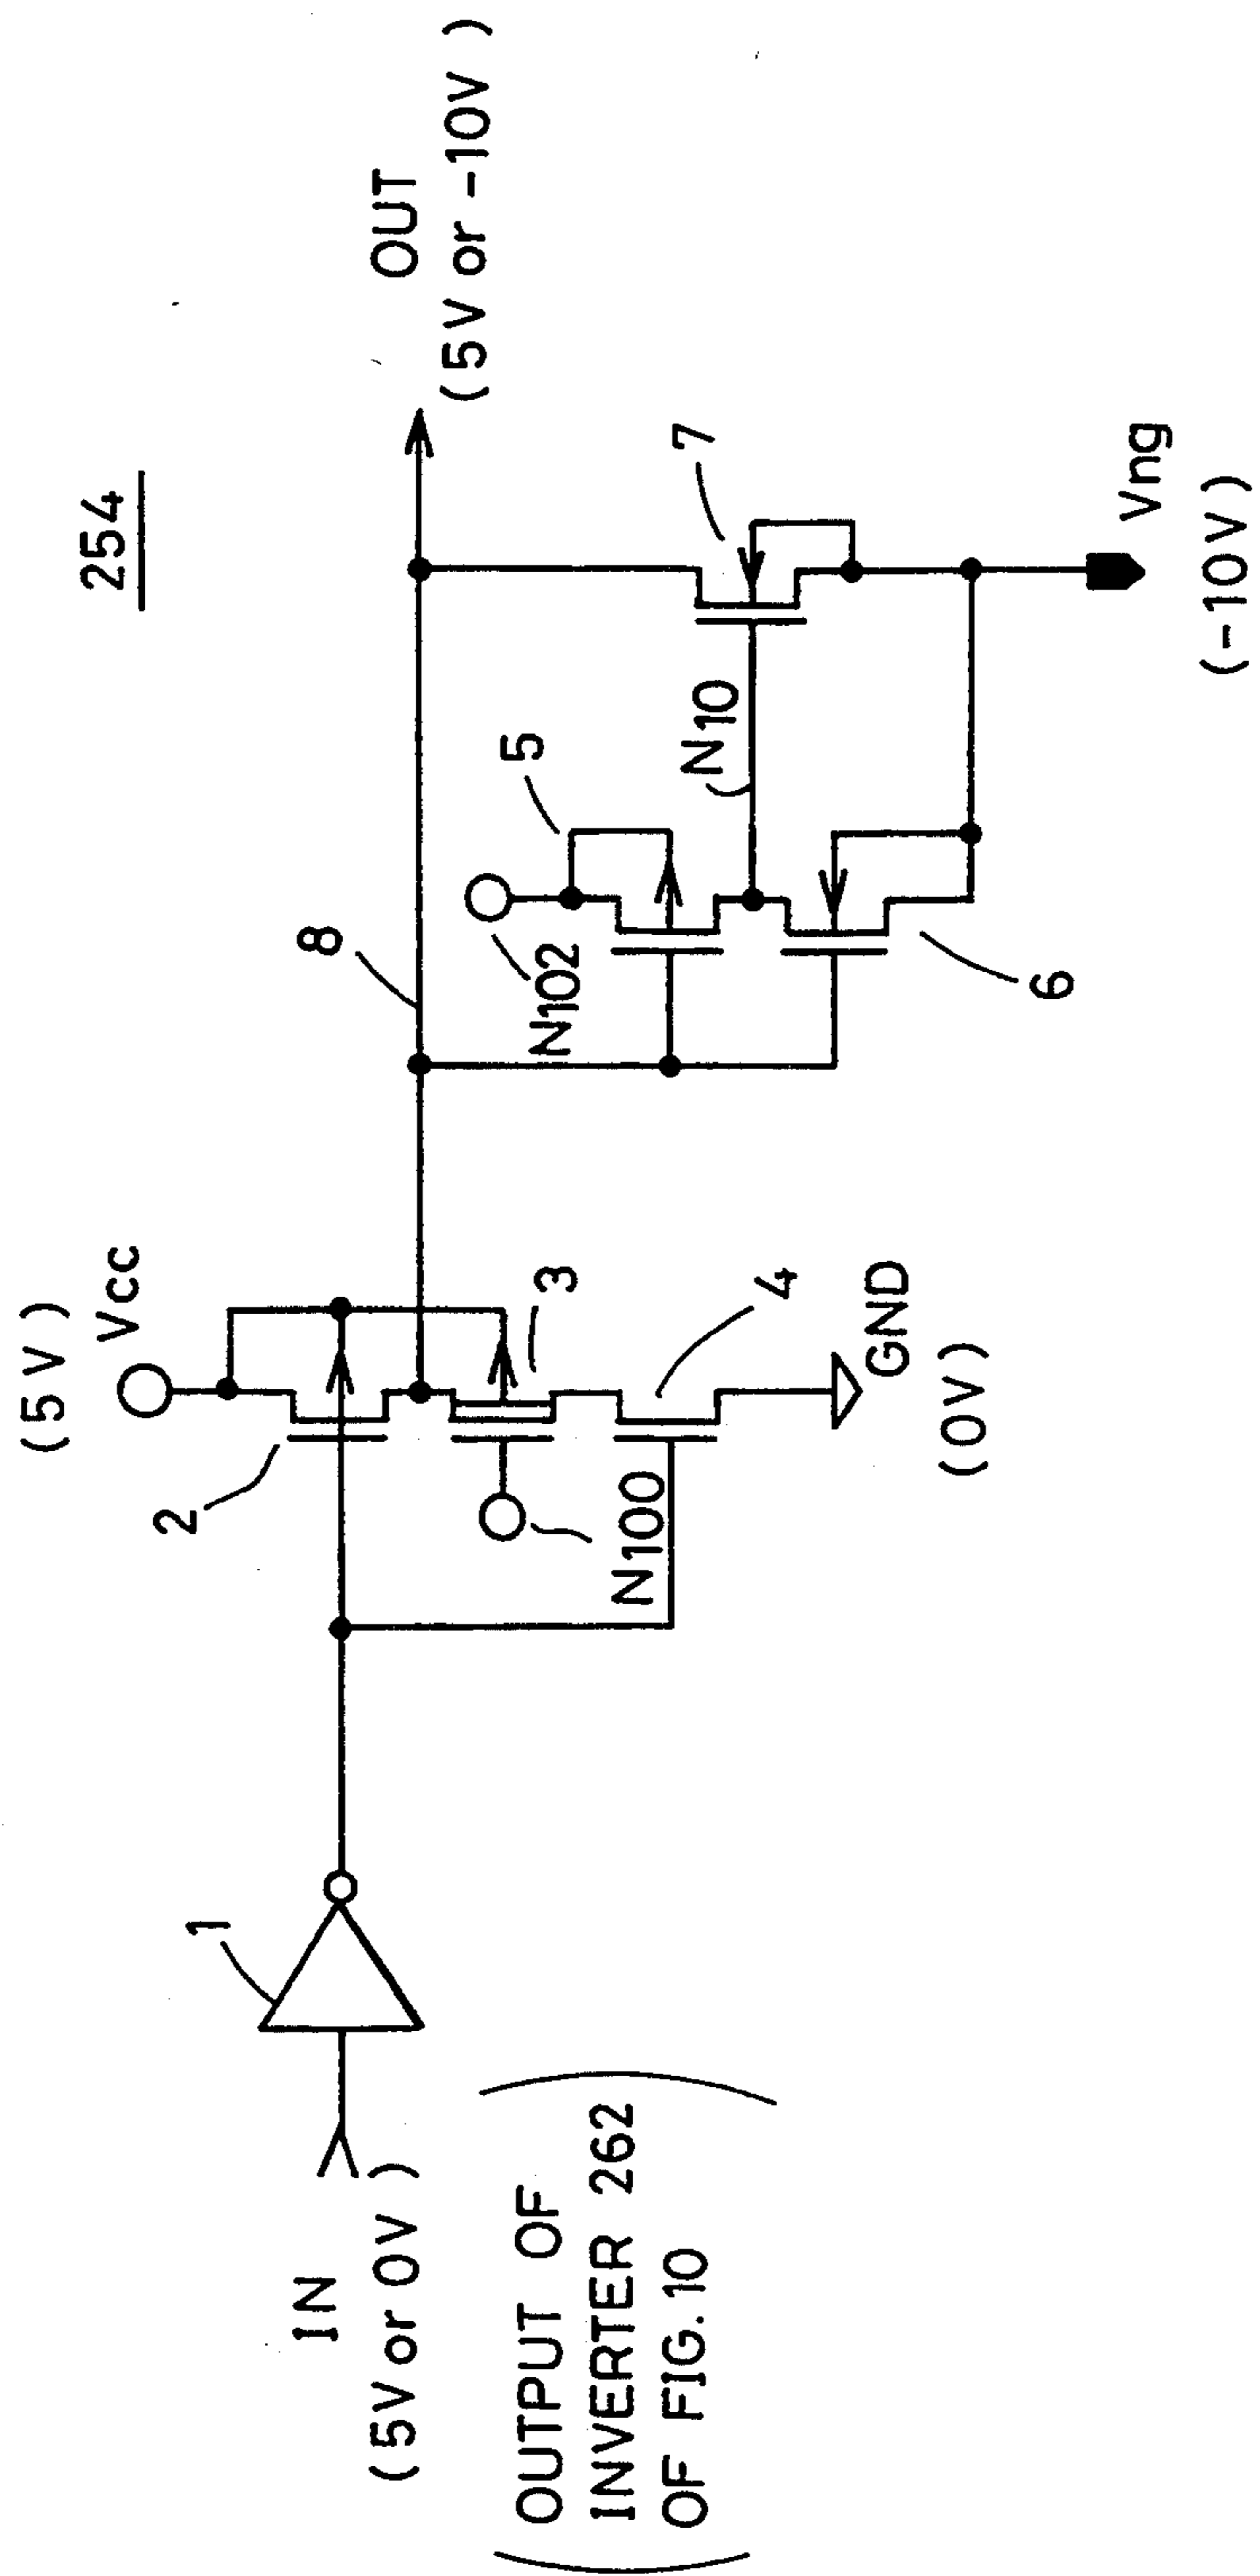 254
(5V)
Vcc
2
3
N100
4
GND
(0V)
1
IN
(5V or 0V)
OUTPUT OF
INVERTER 262
OF FIG.10
8
N102
5
N10
6
7
OUT
(5V or -10V)
Vng
(-10V)